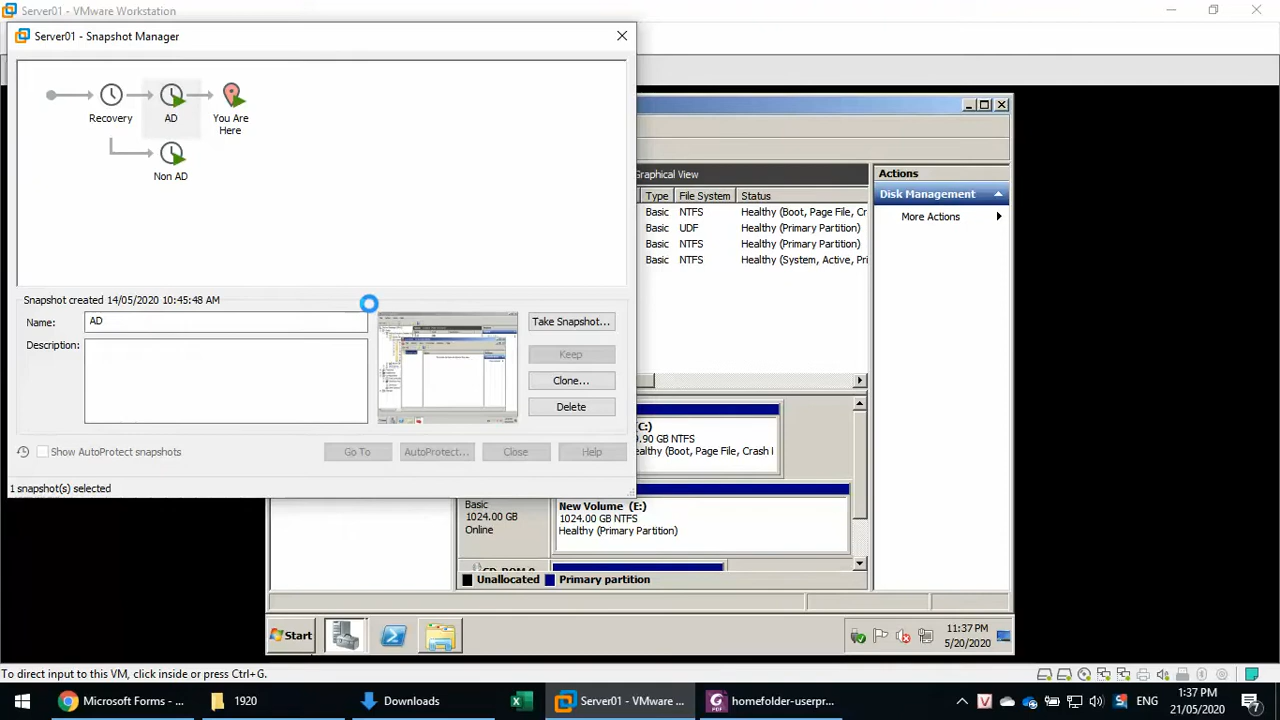 Server01 - VMware Workstation
Server01 - Snapshot Manager
Recovery
AD
You Are
Here
Non AD
Snapshot created 14/05/2020 10:45:48 AM
Name:
AD
Take Snapshot...
Description:
Keep
Clone...
Delete
Show AutoProtect snapshots
Go To
AutoProtect...
Close
Help
1 snapshot(s) selected
Graphical View
Type
File System
Status
Basic
NTFS
Healthy (Boot, Page File, Cr
Basic
UDF
Healthy (Primary Partition)
Basic
NTFS
Healthy (Primary Partition)
Basic
NTFS
Healthy (System, Active, Pri
Actions
Disk Management
More Actions
(C:)
9.90 GB NTFS
ealthy (Boot, Page File, Crash I
Basic
1024.00 GB
Online
New Volume (E:)
1024.00 GB NTFS
Healthy (Primary Partition)
CD-ROM 0
Unallocated
Primary partition
Start
11:37 PM
5/20/2020
To direct input to this VM, click inside or press Ctrl+G.
Microsoft Forms - ...
1920
Downloads
Server01 - VMware ...
homefolder-userpr...
ENG
1:37 PM
21/05/2020
7